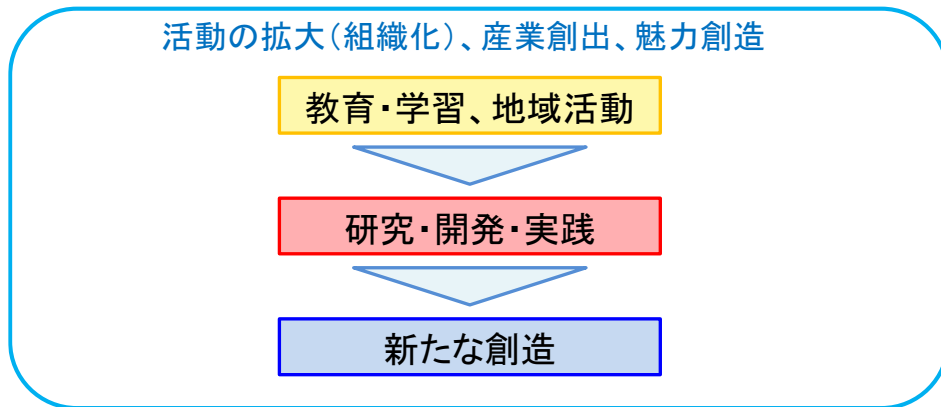 活動の拡大(組織化)、産業創出、魅力創造
教育・学習、地域活動
研究・開発・実践
新たな創造